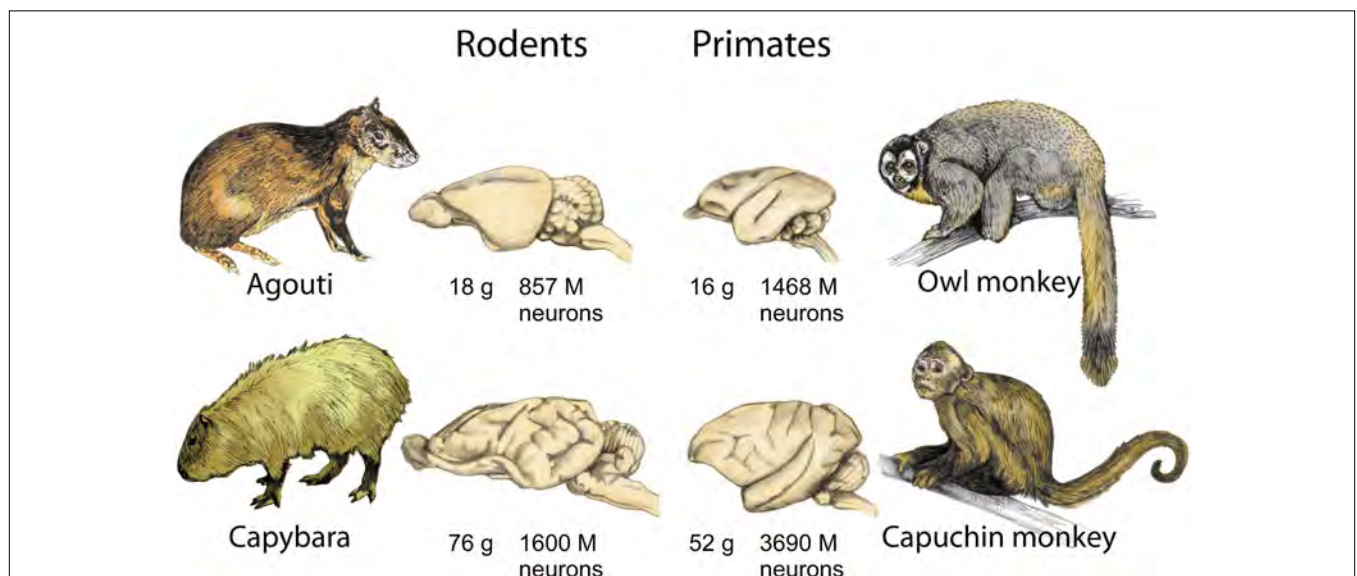 Rodents Primates
Agouti
18 g 857 M
neurons
16 g 1468 M
neurons
Owl monkey
Capybara
76 g 1600 M
neurons
52 g 3690 M
neurons
Capuchin monkey